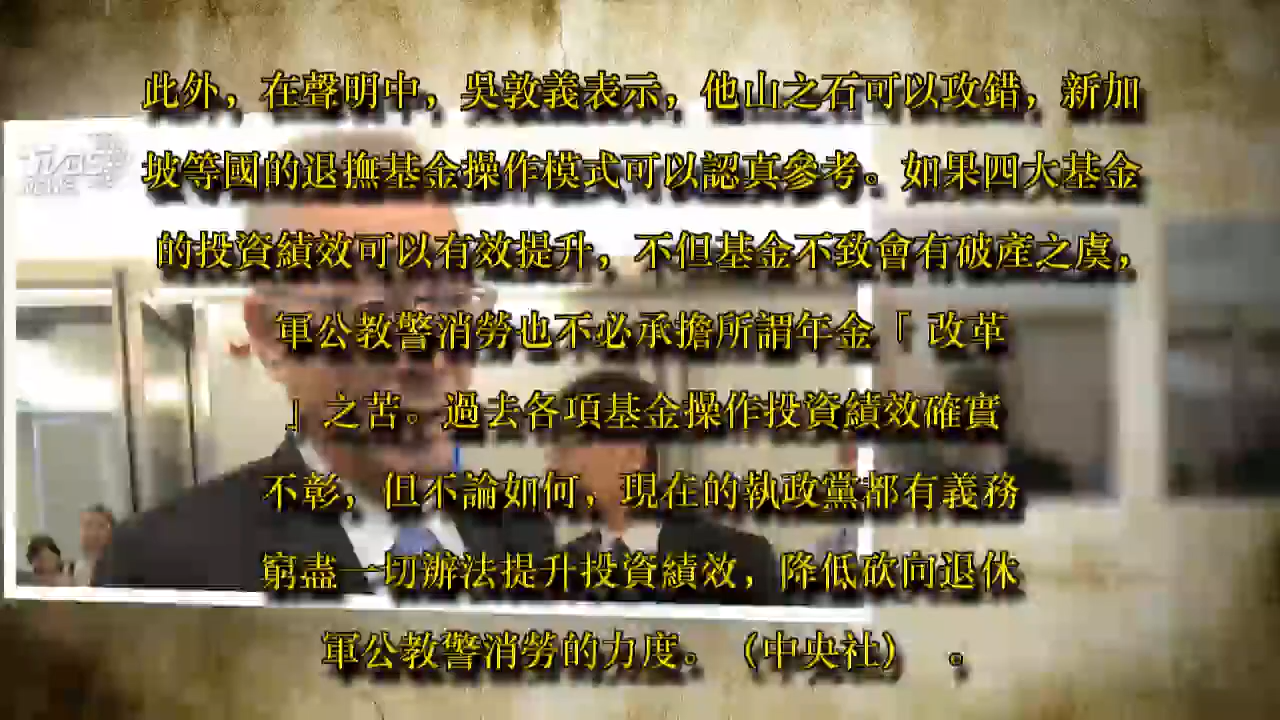 此外，在聲明中，吳敦義表示，他山之石可以攻錯，新加
坡等國的退撫基金操作模式可以認真參考。如果四大基金
的投資績效可以有效提升，不但基金不致會有破產之虞，
軍公教警消勞也不必承擔所謂年金「 改革
」之苦。過去各項基金操作投資績效確實
不彰，但不論如何，現在的執政黨都有義務
窮盡一切辦法提升投資績效，降低砍向退休
軍公教警消勞的力度。（中央社） 。
TVBS
NEWS